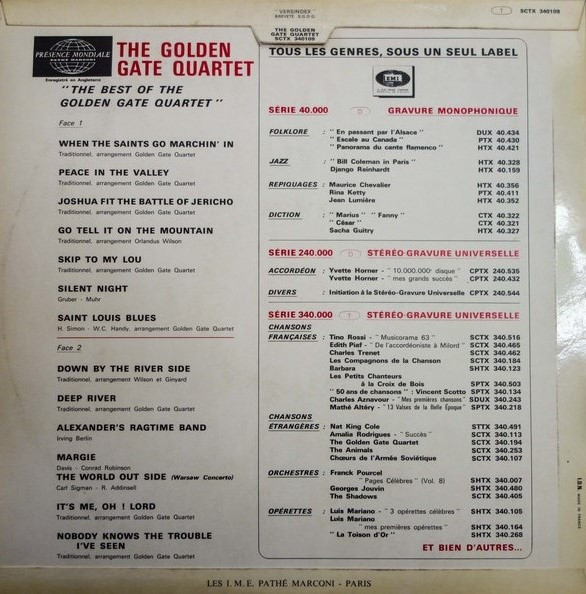 " VERSINDEX "
BREVETÉ S.G.D.G.
T SCTX 340198
THE GOLDEN
GATE QUARTET
SCTX 340198
PRÉSENCE MONDIALE
PATHÉ MARCONI
Enregistré en Angleterre
THE GOLDEN
GATE QUARTET
" THE BEST OF THE
GOLDEN GATE QUARTET "
Face 1
WHEN THE SAINTS GO MARCHIN' IN
Traditionnel, arrangement Golden Gate Quartet
PEACE IN THE VALLEY
Traditionnel, arrangement Golden Gate Quartet
JOSHUA FIT THE BATTLE OF JERICHO
Traditionnel, arrangement Golden Gate Quartet
GO TELL IT ON THE MOUNTAIN
Traditionnel, arrangement Orlandus Wilson
SKIP TO MY LOU
Traditionnel, arrangement Golden Gate Quartet
SILENT NIGHT
Gruber - Muhr
SAINT LOUIS BLUES
H. Simon - W.C. Handy, arrangement Golden Gate Quartet
Face 2
DOWN BY THE RIVER SIDE
Traditionnel, arrangement Wilson et Ginyard
DEEP RIVER
Traditionnel, arrangement Golden Gate Quartet
ALEXANDER'S RAGTIME BAND
Irving Berlin
MARGIE
Davis - Conrad Robinson
THE WORLD OUT SIDE (Warsaw Concerto)
Carl Sigman - R. Addinsell
IT'S ME, OH ! LORD
Traditionnel, arrangement Golden Gate Quartet
NOBODY KNOWS THE TROUBLE
I'VE SEEN
Traditionnel, arrangement Golden Gate Quartet
TOUS LES GENRES, SOUS UN SEUL LABEL
EMI
SÉRIE 40.000 D GRAVURE MONOPHONIQUE
FOLKLORE : " En passant par l'Alsace " DUX 40.434
" Escale au Canada " PTX 40.430
" Panorama du cante flamenco " HTX 40.421
JAZZ : " Bill Coleman in Paris " HTX 40.328
Django Reinhardt HTX 40.159
REPIQUAGES : Maurice Chevalier HTX 40.356
Rina Ketty PTX 40.411
Jean Lumière HTX 40.352
DICTION : " Marius " " Fanny " CTX 40.322
" César " CTX 40.321
Sacha Guitry HTX 40.327
SÉRIE 240.000 D STÉRÉO-GRAVURE UNIVERSELLE
ACCORDÉON : Yvette Horner - " 10.000.000e disque " CPTX 240.535
Yvette Horner - " mes grands succès " CPTX 240.432
DIVERS : Initiation à la Stéréo-Gravure Universelle CPTX 240.544
SÉRIE 340.000 T STÉRÉO-GRAVURE UNIVERSELLE
CHANSONS
FRANÇAISES : Tino Rossi - " Musicorama 63 " SCTX 340.516
Edith Piaf - " De l'accordéoniste à Milord " SCTX 340.465
Charles Trenet SCTX 340.462
Les Compagnons de la Chanson SCTX 340.184
Barbara SHTX 340.123
Les Petits Chanteurs
à la Croix de Bois SPTX 340.503
" 50 ans de chansons " : Vincent Scotto SPTX 340.134
Charles Aznavour - " Mes premières chansons " SDUX 340.243
Mathé Altéry - " 13 Valses de la Belle Époque " SPTX 340.218
CHANSONS
ÉTRANGÈRES : Nat King Cole STTX 340.491
Amalia Rodrigues - " Succès " SCTX 340.113
The Golden Gate Quartet SCTX 340.194
The Animals SCTX 340.253
Chœurs de l'Armée Soviétique SCTX 340.107
ORCHESTRES : Franck Pourcel
" Pages Célèbres " (Vol. 8) SHTX 340.007
Georges Jouvin SHTX 340.480
The Shadows SCTX 340.405
OPÉRETTES : Luis Mariano - " 3 opérettes célèbres " SHTX 340.105
Luis Mariano
" mes premières opérettes " SHTX 340.164
" La Toison d'Or " SHTX 340.268
ET BIEN D'AUTRES...
MADE IN FRANCE
LES I. M. E. PATHÉ MARCONI - PARIS